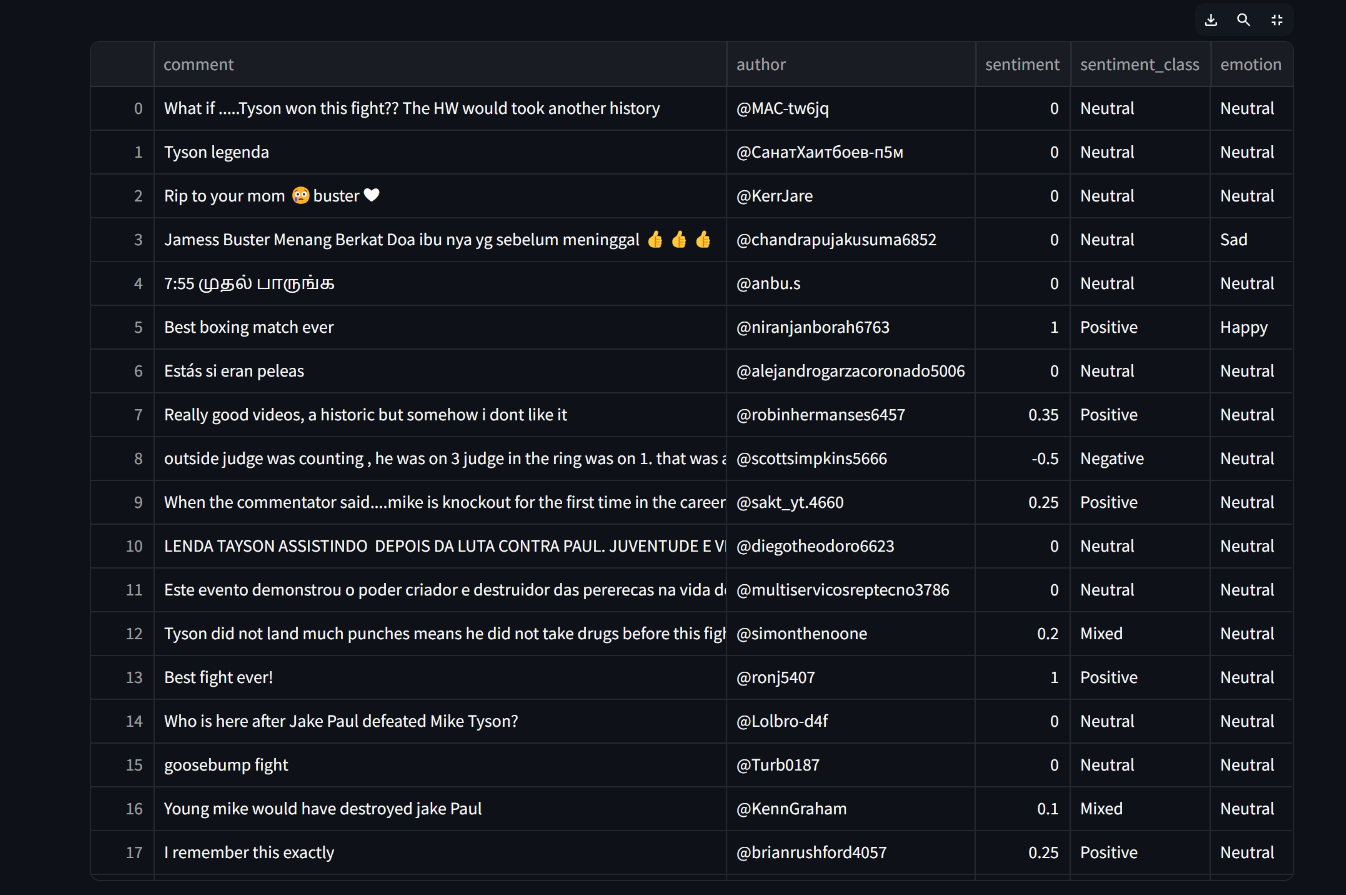 comment author sentiment sentiment_class emotion
0 What if .....Tyson won this fight?? The HW would took another history @MAC-tw6jq 0 Neutral Neutral
1 Tyson legenda @СанатХаитбоев-п5м 0 Neutral Neutral
2 Rip to your mom 😰 buster 🤍 @KerrJare 0 Neutral Neutral
3 Jamess Buster Menang Berkat Doa ibu nya yg sebelum meninggal 👍 👍 👍 @chandrapujakusuma6852 0 Neutral Sad
4 7:55 முதல் பாருங்க @anbu.s 0 Neutral Neutral
5 Best boxing match ever @niranjanborah6763 1 Positive Happy
6 Estás si eran peleas @alejandrogarzacoronado5006 0 Neutral Neutral
7 Really good videos, a historic but somehow i dont like it @robinhermanses6457 0.35 Positive Neutral
8 outside judge was counting , he was on 3 judge in the ring was on 1. that was @scottsimpkins5666 -0.5 Negative Neutral
9 When the commentator said....mike is knockout for the first time in the career @sakt_yt.4660 0.25 Positive Neutral
10 LENDA TAYSON ASSISTINDO DEPOIS DA LUTA CONTRA PAUL. JUVENTUDE E @diegotheodoro6623 0 Neutral Neutral
11 Este evento demonstrou o poder criador e destruidor das pererecas na vida @multiservicosreptecno3786 0 Neutral Neutral
12 Tyson did not land much punches means he did not take drugs before this @simonthenoone 0.2 Mixed Neutral
13 Best fight ever! @ronj5407 1 Positive Neutral
14 Who is here after Jake Paul defeated Mike Tyson? @Lolbro-d4f 0 Neutral Neutral
15 goosebump fight @Turb0187 0 Neutral Neutral
16 Young mike would have destroyed jake Paul @KennGraham 0.1 Mixed Neutral
17 I remember this exactly @brianrushford4057 0.25 Positive Neutral